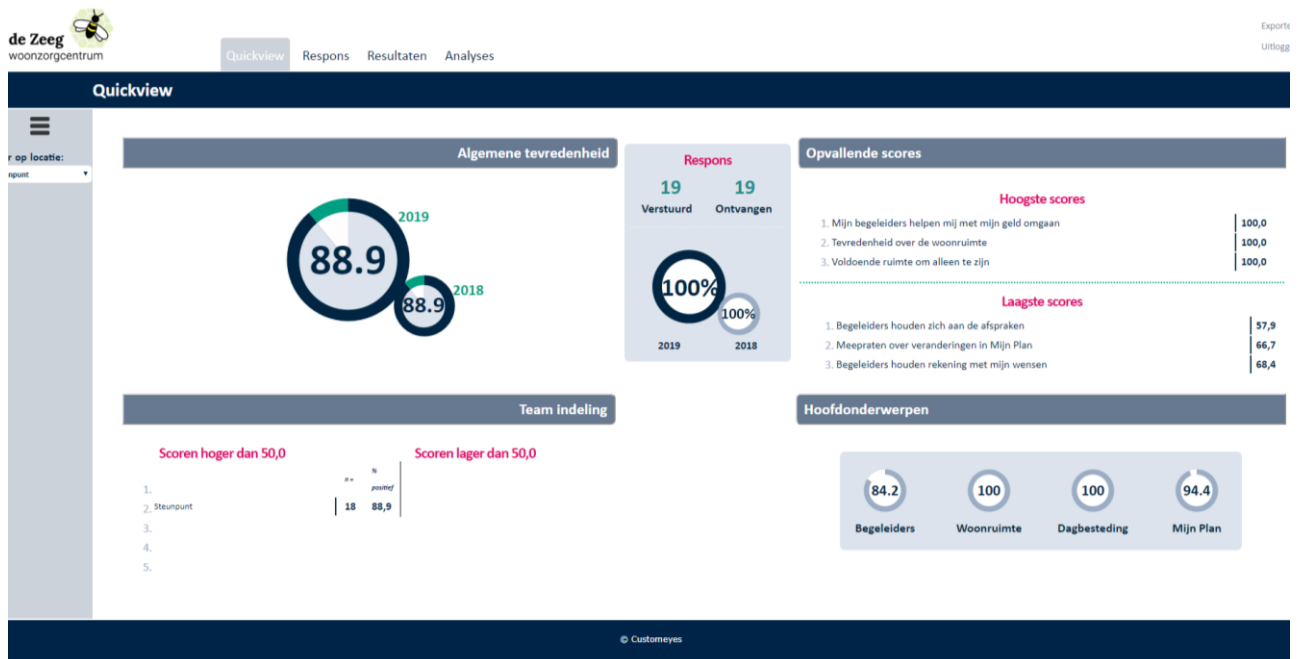 de Zeeg
woonzorgcentrum
Quickview Respons Resultaten Analyses
Exporte
Uitlogg
Quickview
r op locatie:
npunt
Algemene tevredenheid
2019
88.9
2018
88.9
Respons
19 19
Verstuurd Ontvangen
100%
100%
2019 2018
Opvallende scores
Hoogste scores
1. Mijn begeleiders helpen mij met mijn geld omgaan 100,0
2. Tevredenheid over de woonruimte 100,0
3. Voldoende ruimte om alleen te zijn 100,0
Laagste scores
1. Begeleiders houden zich aan de afspraken 57,9
2. Meepraten over veranderingen in Mijn Plan 66,7
3. Begeleiders houden rekening met mijn wensen 68,4
Team indeling
Scoren hoger dan 50,0 Scoren lager dan 50,0
n = %
positief
1.
2. Steunpunt 18 88,9
3.
4.
5.
Hoofdonderwerpen
84.2 100 100 94.4
Begeleiders Woonruimte Dagbesteding Mijn Plan
© Customeyes